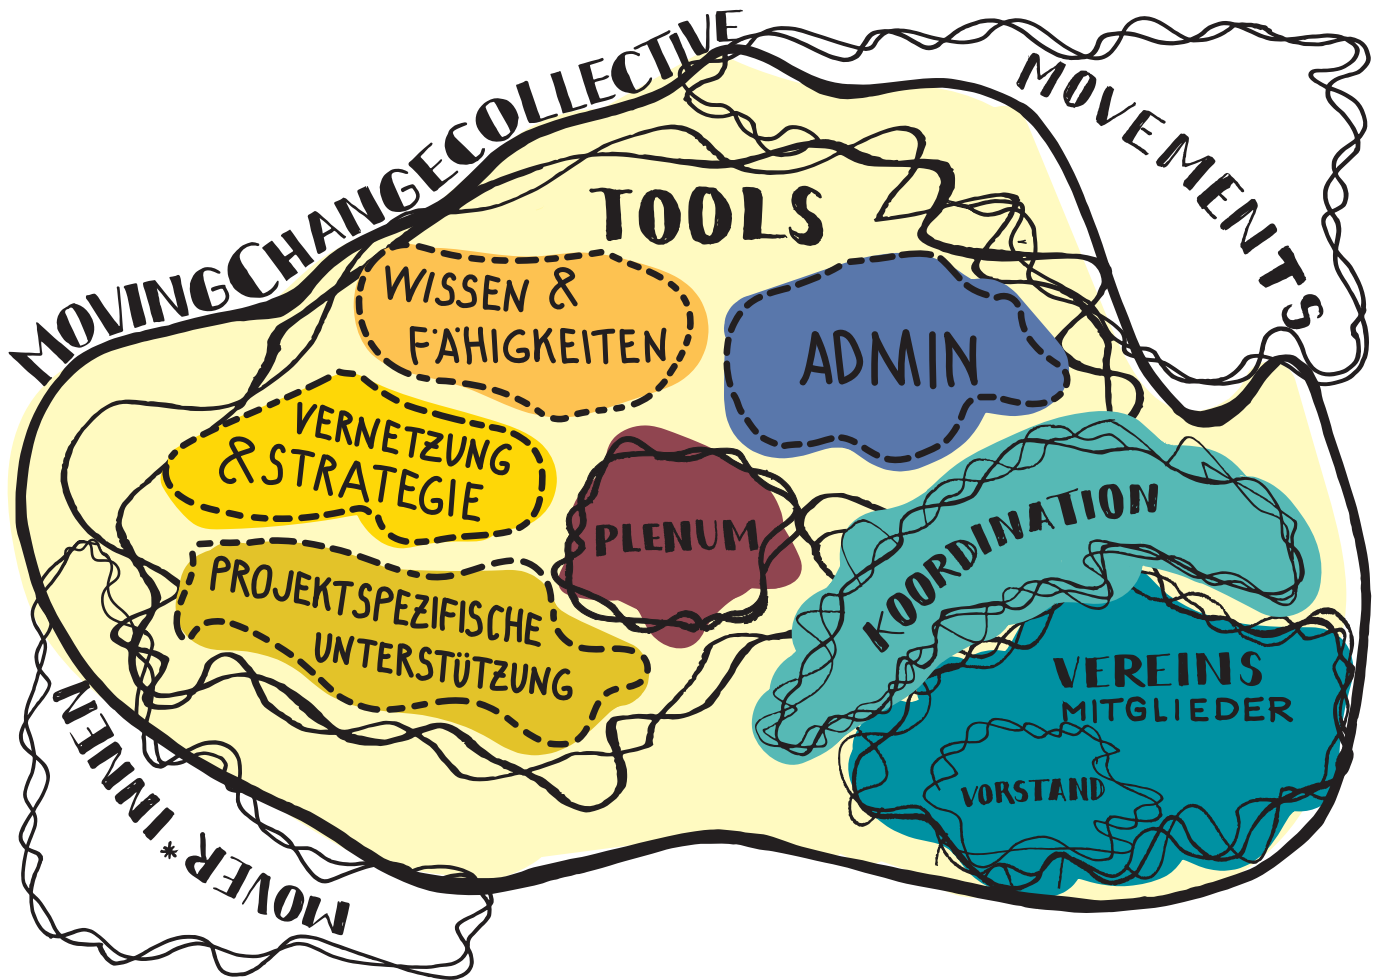 MOVINGCHANGECOLLECTIVE
MOVEMENTS
TOOLS
WISSEN &
FÄHIGKEITEN
ADMIN
VERNETZUNG
& STRATEGIE
PLENUM
KOORDINATION
PROJEKTSPEZIFISCHE
UNTERSTÜTZUNG
VEREINS
MITGLIEDER
VORSTAND
MOVER*INNEN